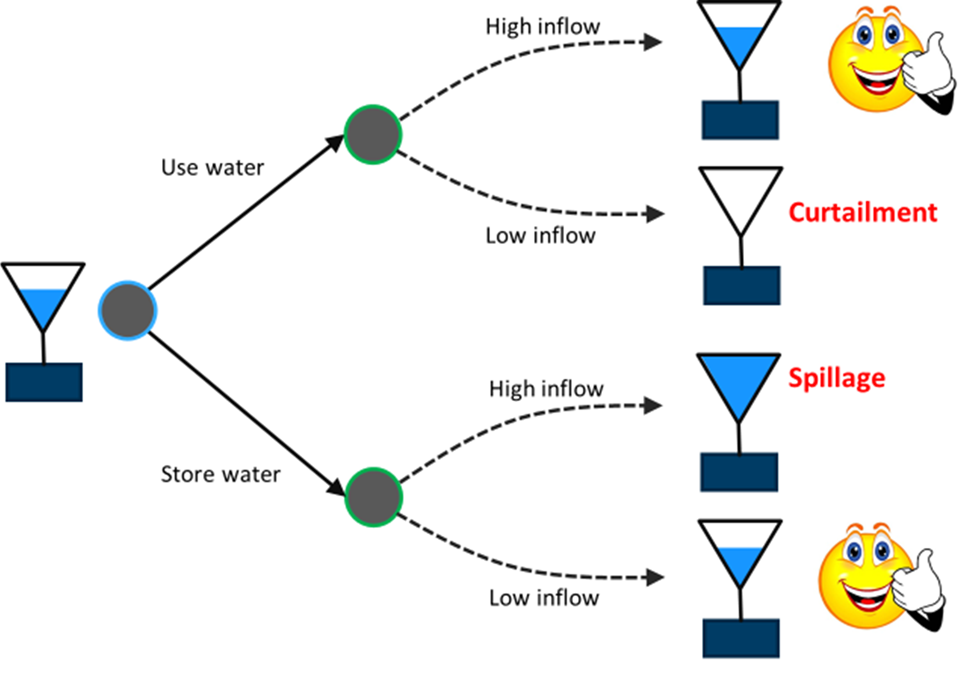 High inflow
Use water
Low inflow
Curtailment
High inflow
Spillage
Store water
Low inflow